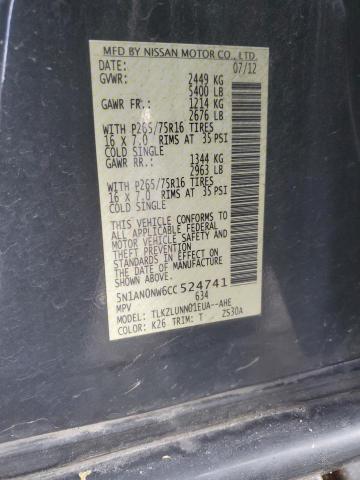 MFD BY NISSAN MOTOR CO., LTD.
DATE: 07/12
GVWR: 2449 KG
5400 LB
GAWR FR.: 1214 KG
2676 LB
WITH P265/75R16 TIRES
16 X 7.0 RIMS AT 35 PSI
COLD SINGLE
GAWR RR.: 1344 KG
2963 LB
WITH P265/75R16 TIRES
16 X 7.0 RIMS AT 35 PSI
COLD SINGLE
THIS VEHICLE CONFORMS TO
ALL APPLICABLE FEDERAL
MOTOR VEHICLE SAFETY AND
THEFT PREVENTION STANDARDS
IN EFFECT ON THE DATE OF
MANUFACTURE SHOWN ABOVE.
5N1AN0NW6CC524741
MPV 634
MODEL: TLKZLUNN01EUA--AHE
COLOR: K26 TRIM: T ZS30A